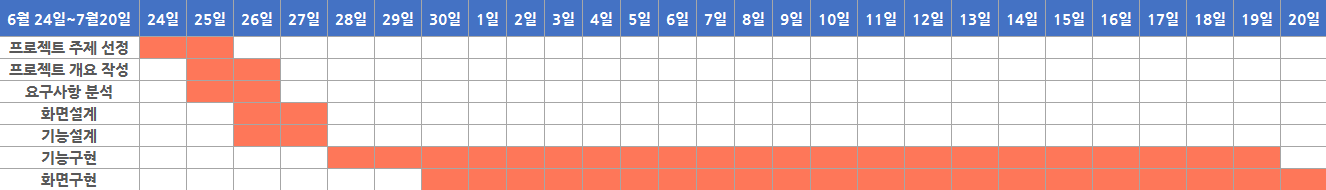 6월 24일~7월20일 24일 25일 26일 27일 28일 29일 30일 1일 2일 3일 4일 5일 6일 7일 8일 9일 10일 11일 12일 13일 14일 15일 16일 17일 18일 19일 20일
프로젝트 주제 선정
프로젝트 개요 작성
요구사항 분석
화면설계
기능설계
기능구현
화면구현